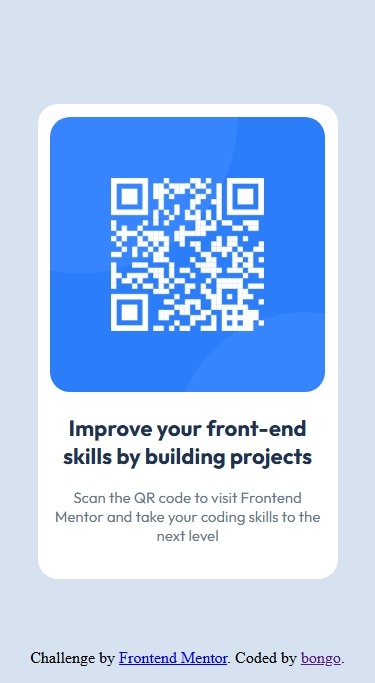 Improve your front-end
skills by building projects
Scan the QR code to visit Frontend
Mentor and take your coding skills to the
next level
Challenge by Frontend Mentor. Coded by bongo.